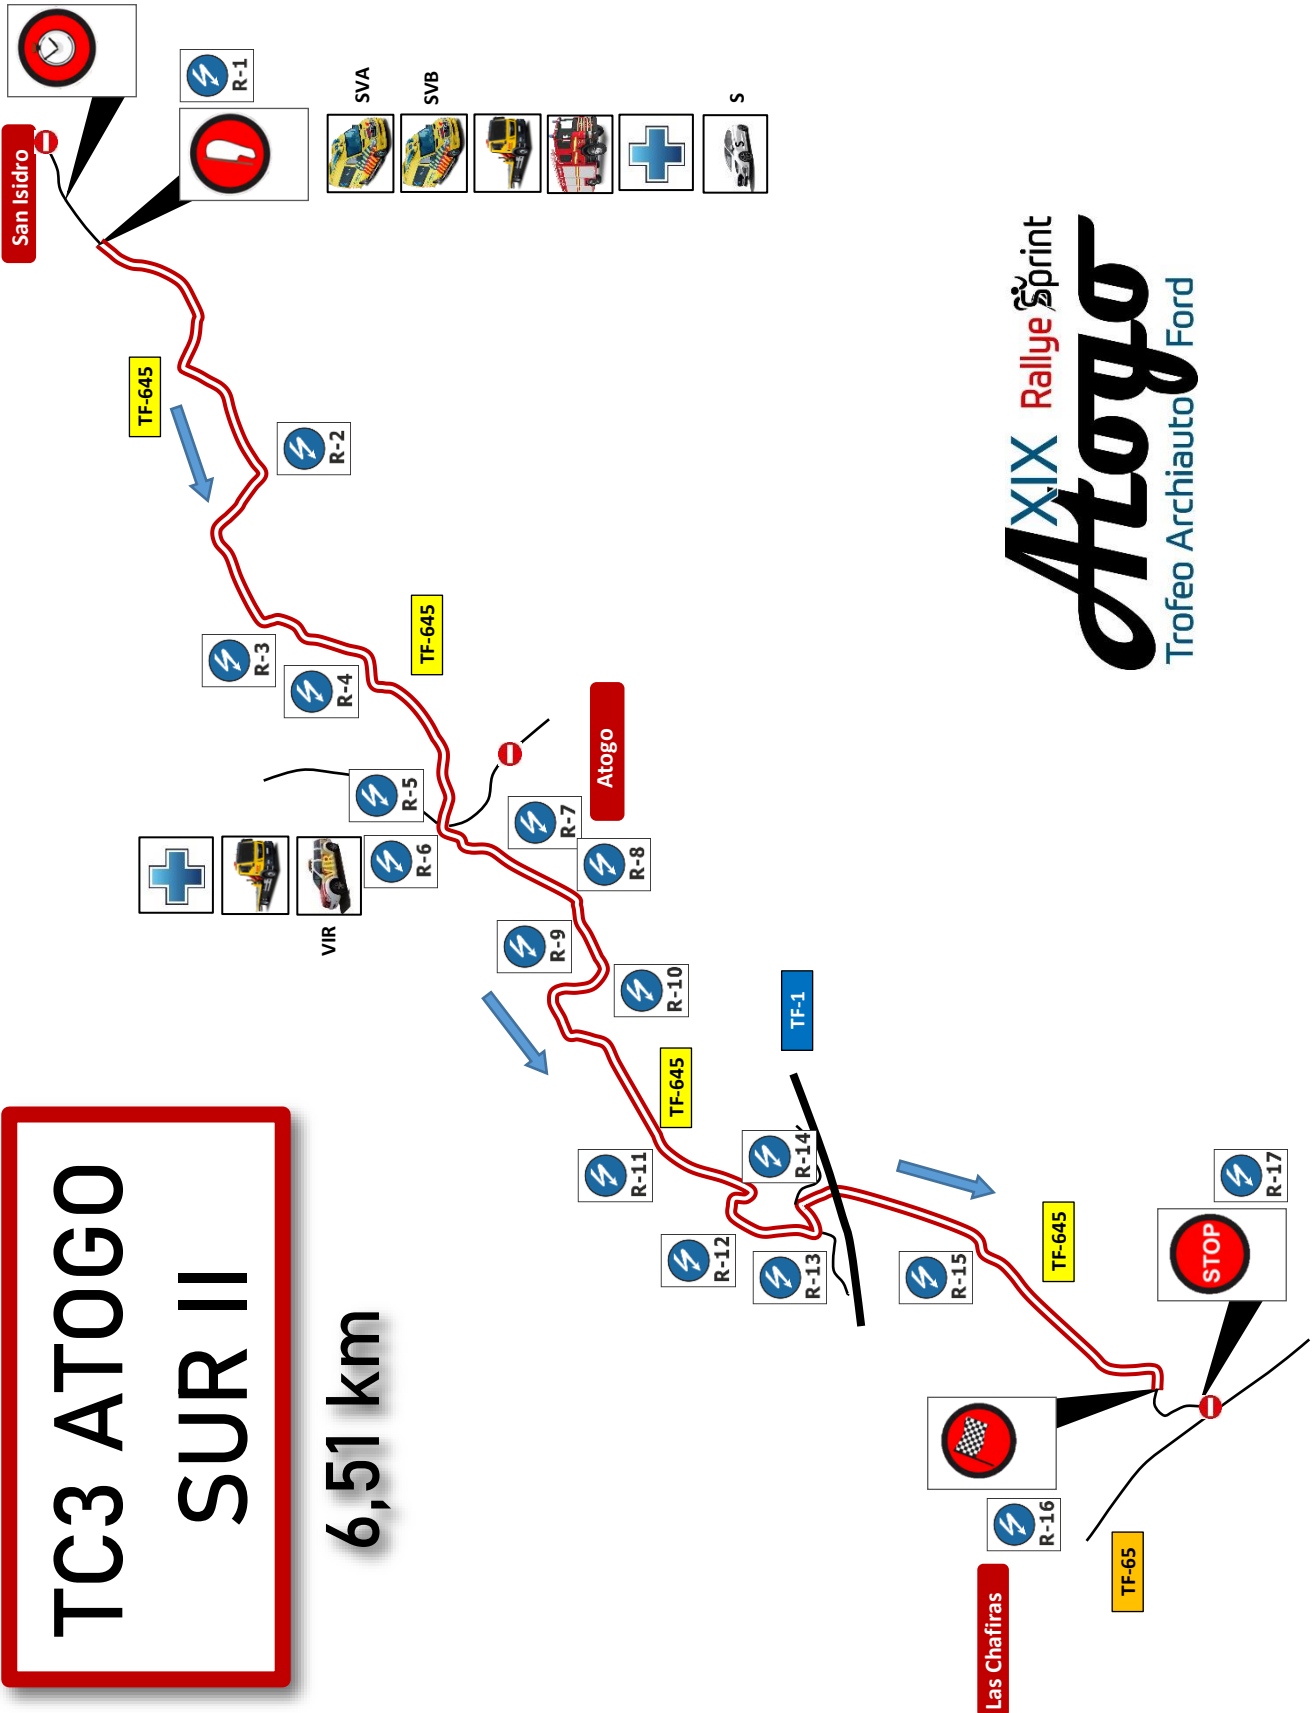 TC3 ATOGO
SUR II
6,51 km
San Isidro
R-1
SVA
SVB
S
TF-645
R-2
R-3
R-4
TF-645
R-5
R-6
VIR
R-7
R-8
Atogo
R-9
R-10
TF-1
TF-645
R-11
R-12
R-13
R-14
R-15
TF-645
STOP
R-17
R-16
Las Chafiras
TF-65
XIX RallyeSprint
Atogo
Trofeo Archiauto Ford